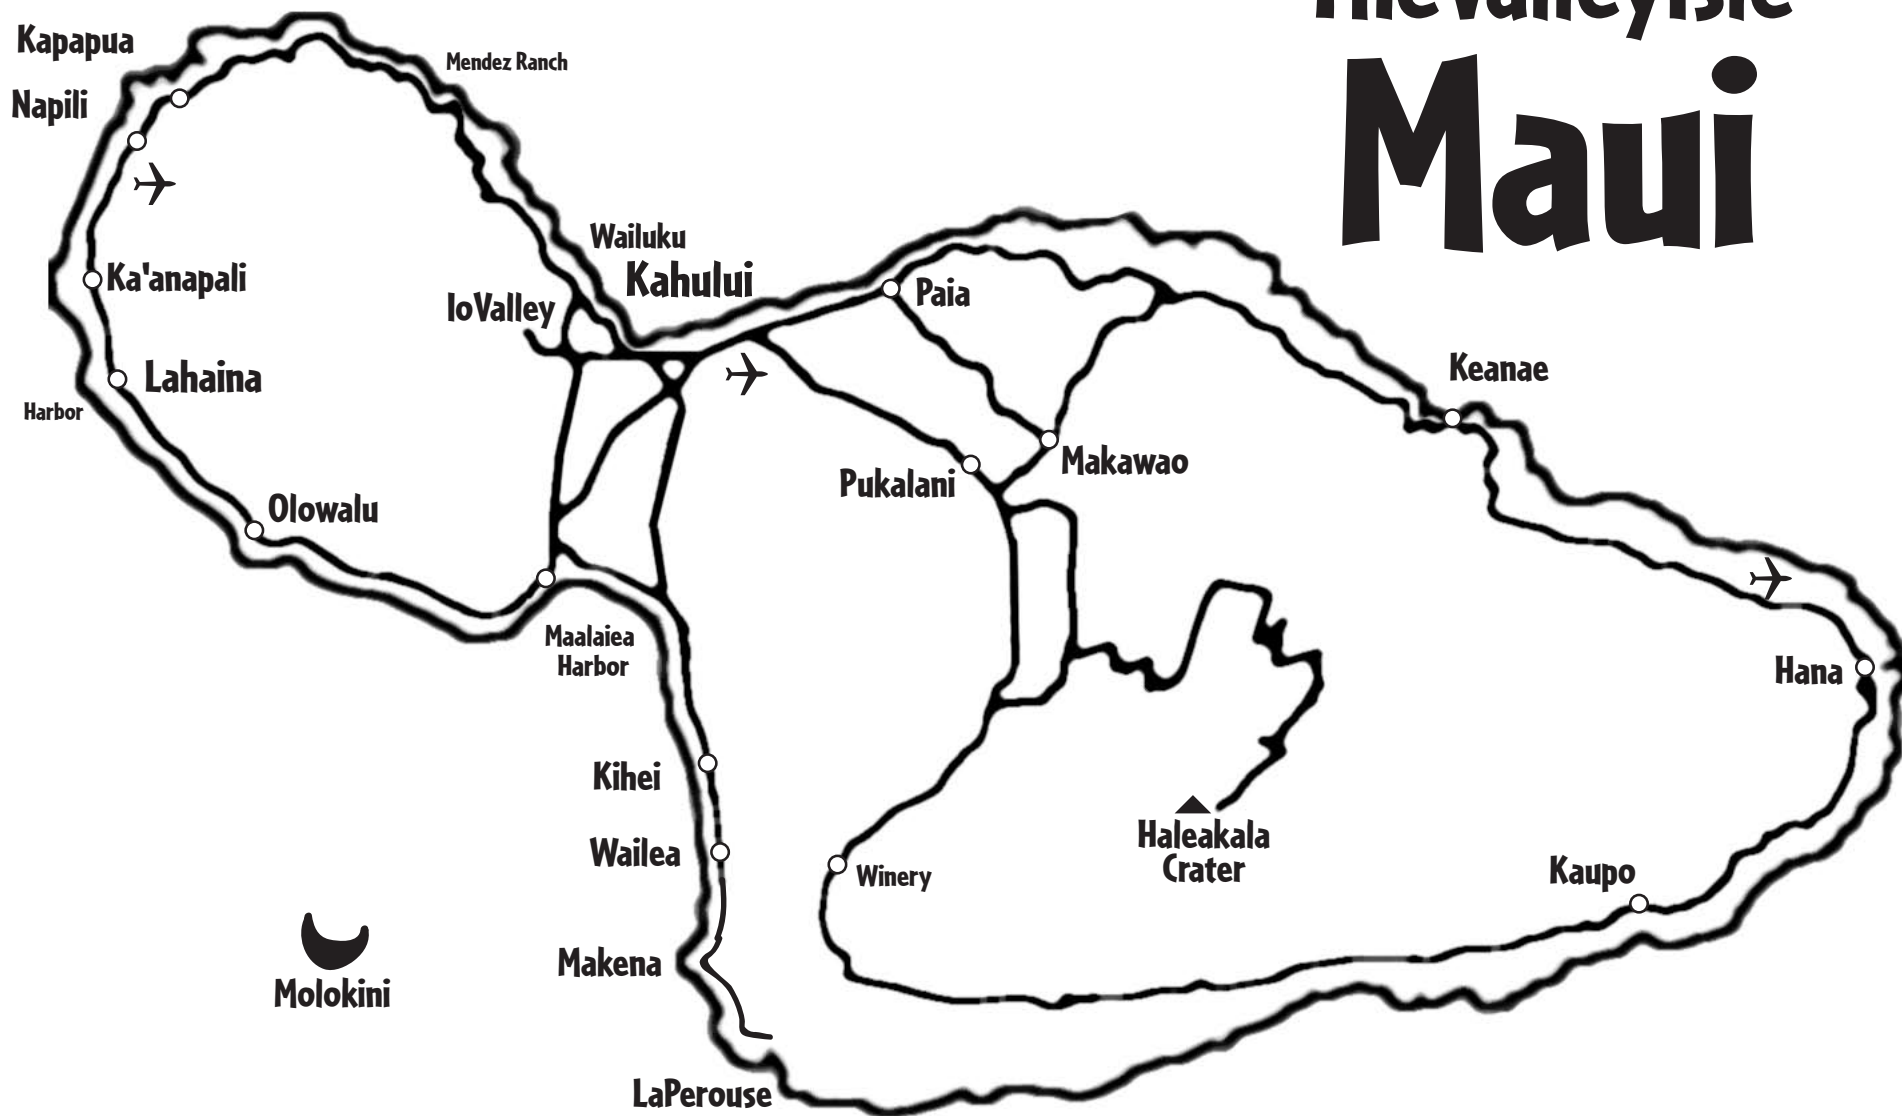 TheValleyIsle
Maui
Kapapua
Mendez Ranch
Napili
Wailuku
Kahului
Ka'anapali
IoValley
Paia
Lahaina
Keanae
Harbor
Makawao
Pukalani
Olowalu
Maalaiea
Harbor
Hana
Kihei
Haleakala
Crater
Wailea
Kaupo
Winery
Makena
Molokini
LaPerouse